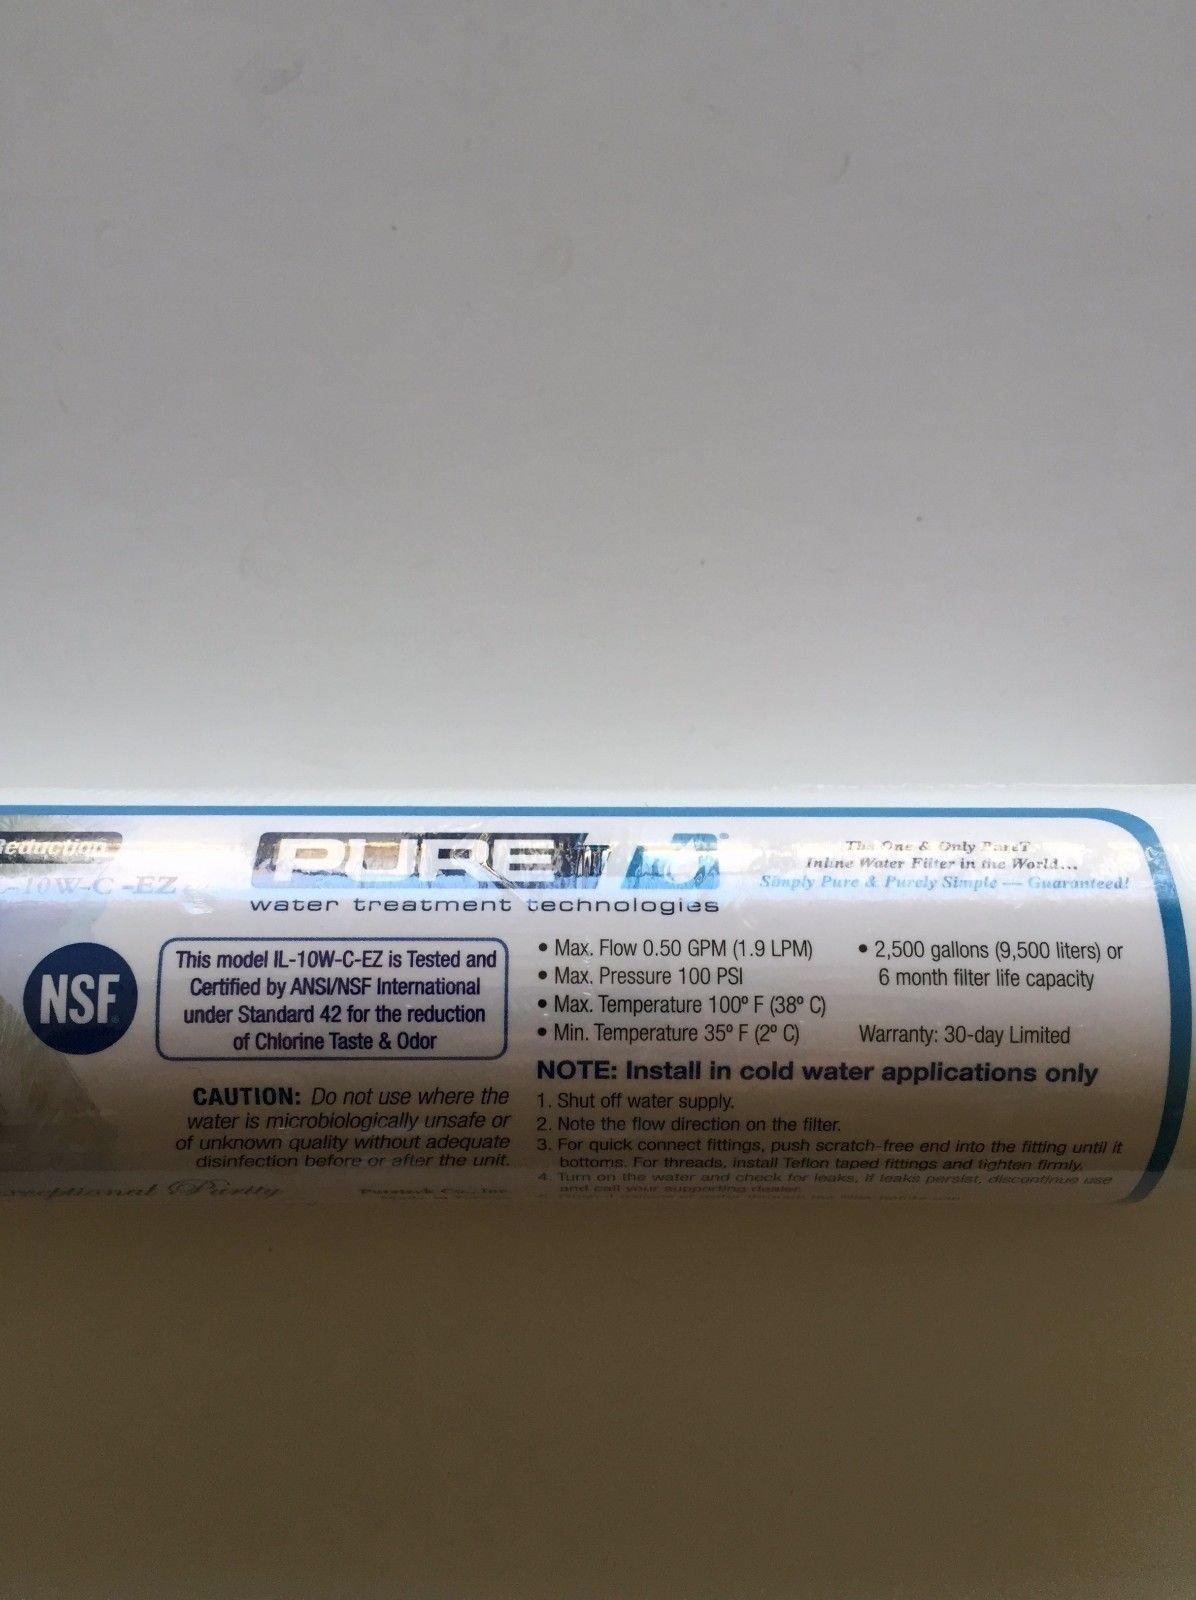 Reduction
-10W-C-EZ
PURE T
water treatment technologies
The One & Only PureT
Inline Water Filter in the World...
Simply Pure & Purely Simple — Guaranteed!
NSF
This model IL-10W-C-EZ is Tested and
Certified by ANSI/NSF International
under Standard 42 for the reduction
of Chlorine Taste & Odor
CAUTION: Do not use where the
water is microbiologically unsafe or
of unknown quality without adequate
disinfection before or after the unit.
• Max. Flow 0.50 GPM (1.9 LPM)
• Max. Pressure 100 PSI
• Max. Temperature 100º F (38º C)
• Min. Temperature 35º F (2º C)
• 2,500 gallons (9,500 liters) or
6 month filter life capacity
Warranty: 30-day Limited
NOTE: Install in cold water applications only
1. Shut off water supply.
2. Note the flow direction on the filter.
3. For quick connect fittings, push scratch-free end into the fitting until it
bottoms. For threads, install Teflon taped fittings and tighten firmly.
4. Turn on the water and check for leaks, if leaks persist, discontinue use
and call your supporting dealer.
Purity